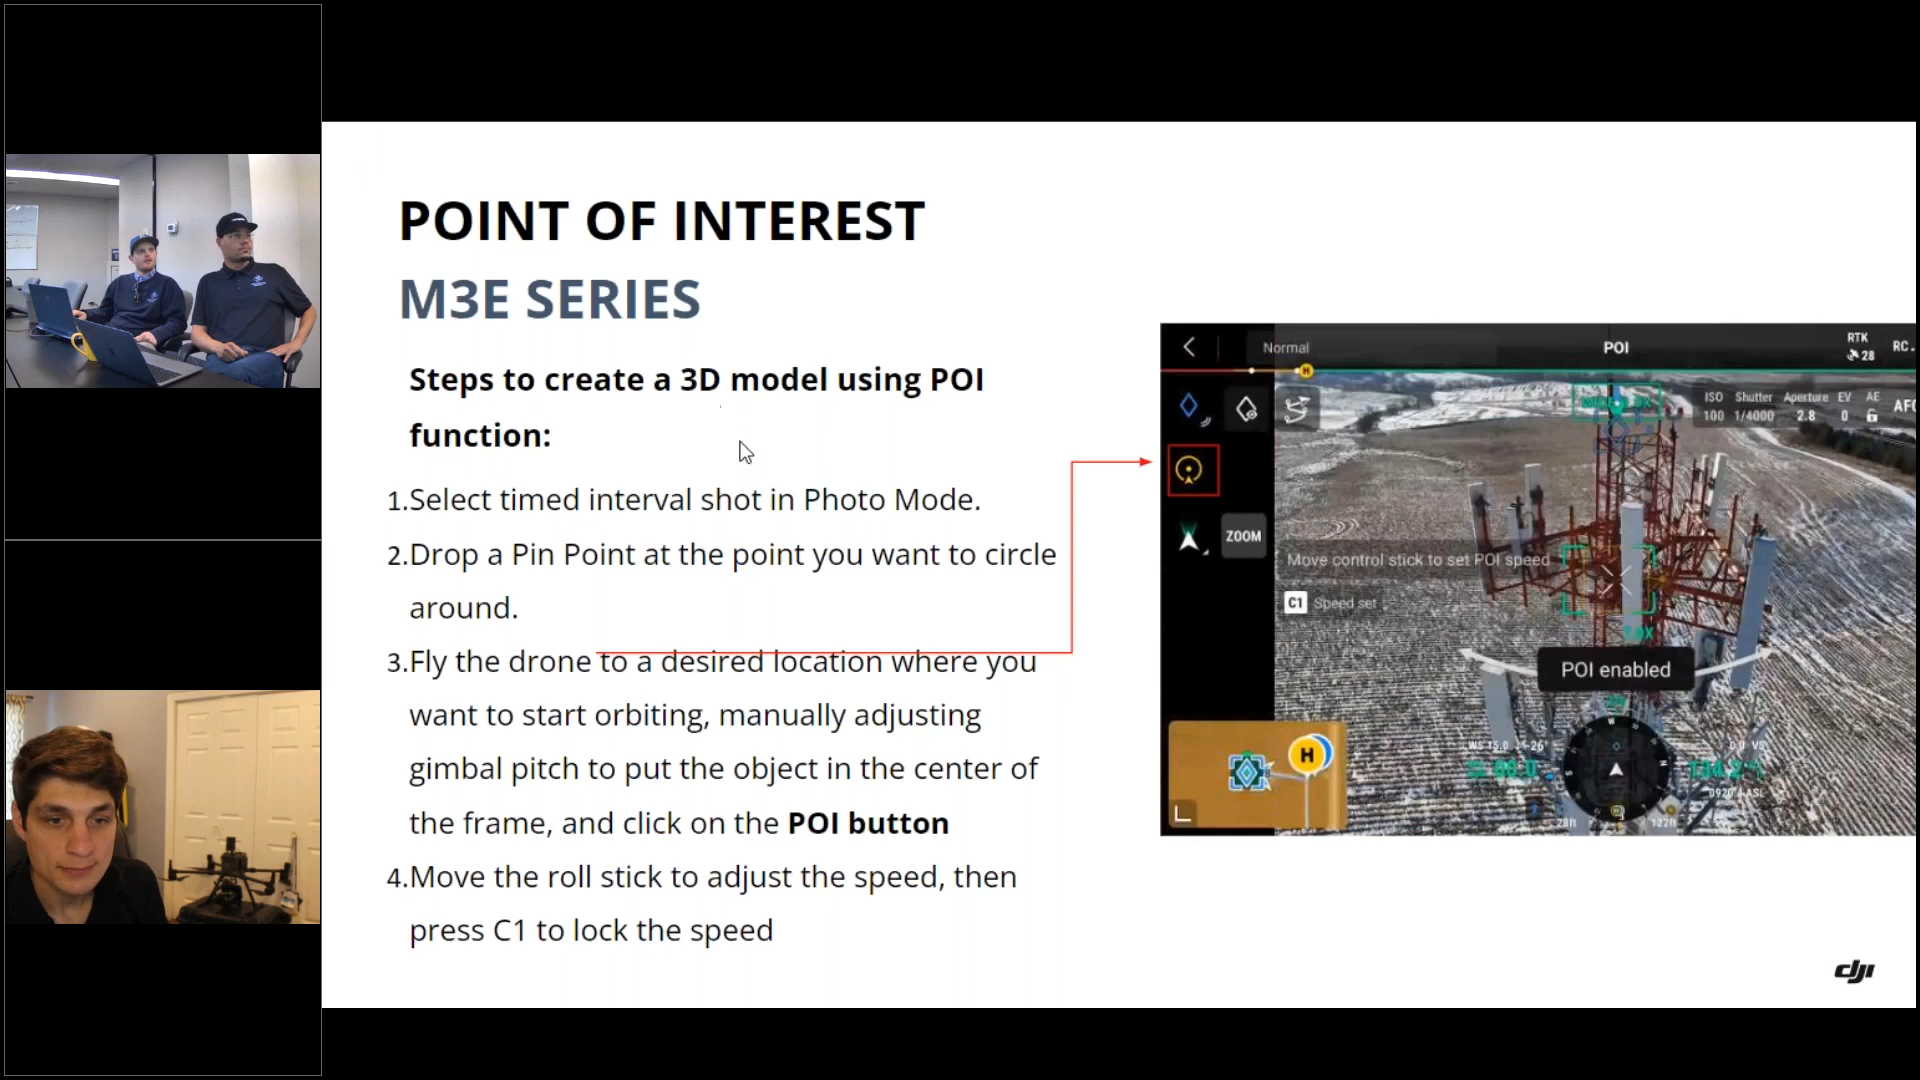 POINT OF INTEREST
M3E SERIES
Steps to create a 3D model using POI
function:
1.Select timed interval shot in Photo Mode.
2.Drop a Pin Point at the point you want to circle
around.
3.Fly the drone to a desired location where you
want to start orbiting, manually adjusting
gimbal pitch to put the object in the center of
the frame, and click on the POI button
4.Move the roll stick to adjust the speed, then
press C1 to lock the speed
Normal
POI
RTK
28
RC
H
ISO Shutter Aperture EV AE
100 1/4000 2.8 0
ZOOM
Move control stick to set POI speed
C1 Speed set
POI enabled
H
WS 15.0
dji